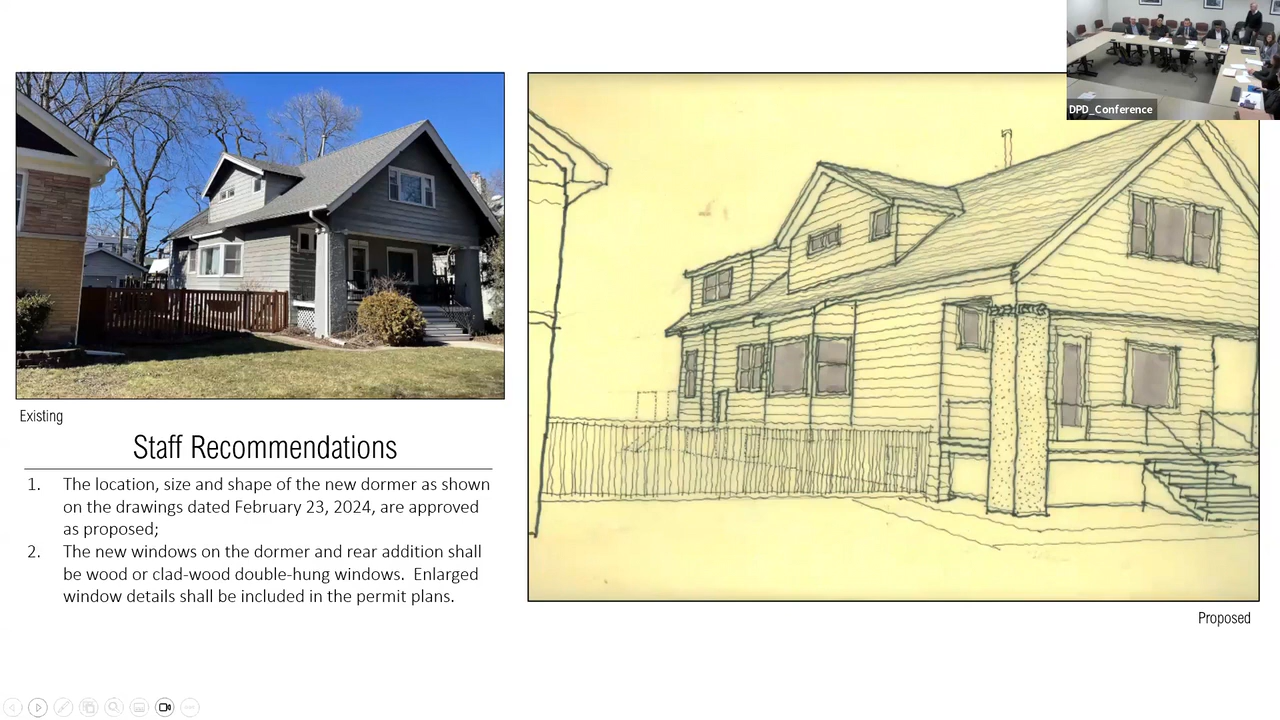 DPD_Conference
Existing
Staff Recommendations
1. The location, size and shape of the new dormer as shown
on the drawings dated February 23, 2024, are approved
as proposed;
2. The new windows on the dormer and rear addition shall
be wood or clad-wood double-hung windows.  Enlarged
window details shall be included in the permit plans.
Proposed